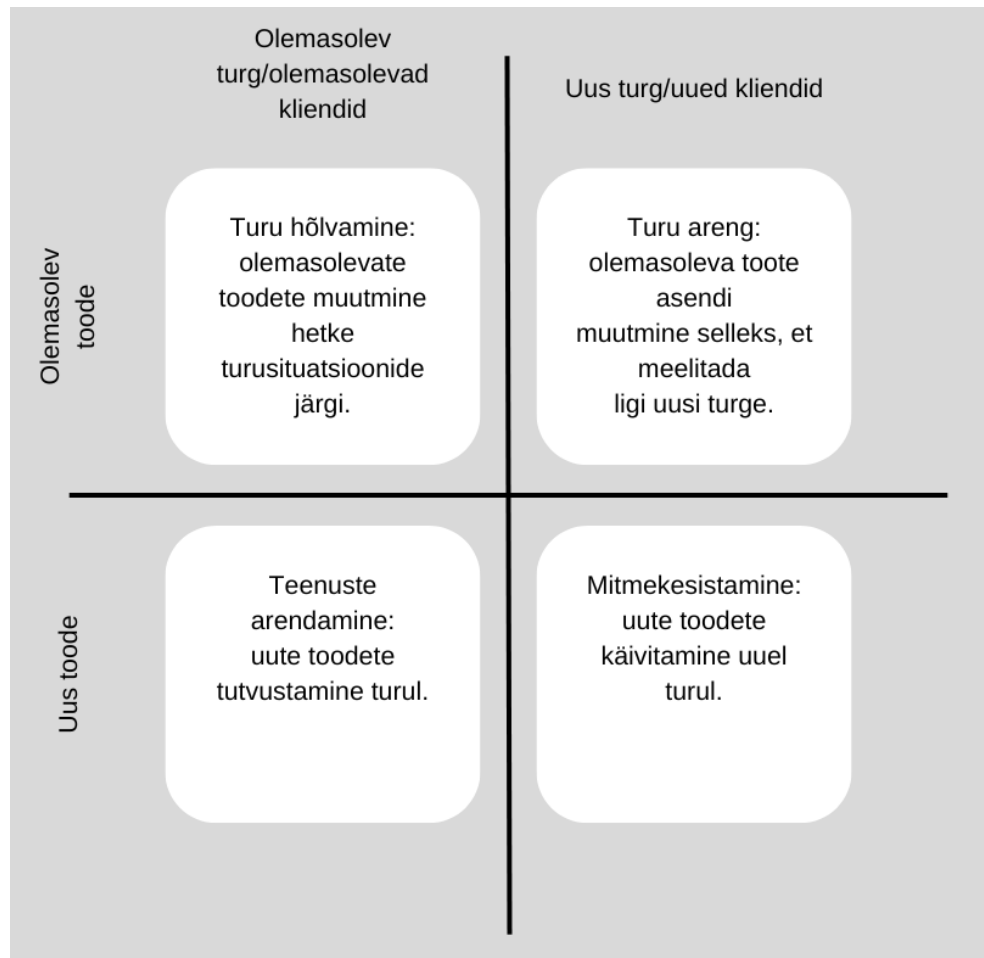 Olemasolev
turg/olemasolevad
kliendid
Uus turg/uued kliendid
Olemasolev
toode
Turu hõlvamine:
olemasolevate
toodete muutmine
hetke
turusituatsioonide
järgi.
Turu areng:
olemasoleva toote
asendi
muutmine selleks, et
meelitada
ligi uusi turge.
Uus toode
Teenuste
arendamine:
uute toodete
tutvustamine turul.
Mitmekesistamine:
uute toodete
käivitamine uuel
turul.